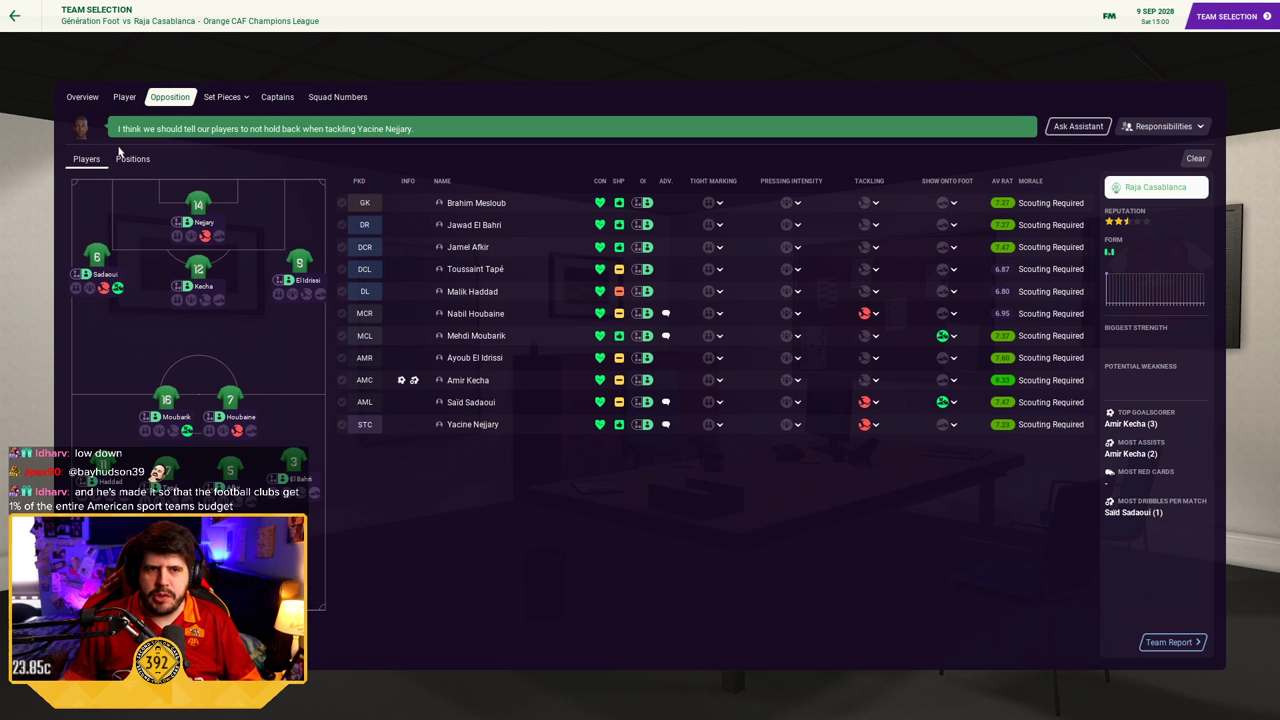 TEAM SELECTION
Génération Foot vs Raja Casablanca - Orange CAF Champions League
FM
9 SEP 2028
Sat 15:00
TEAM SELECTION
Overview
Player
Opposition
Set Pieces
Captains
Squad Numbers
I think we should tell our players to not hold back when tackling Yacine Nejjary.
Ask Assistant
Responsibilities
Players
Positions
Clear
PKD INFO NAME CON SHP OI ADV. TIGHT MARKING PRESSING INTENSITY TACKLING SHOW ONTO FOOT AV RAT MORALE
GK Brahim Mesloub 7.27 Scouting Required
DR Jawad El Bahri 7.27 Scouting Required
DCR Jamel Afkir 7.47 Scouting Required
DCL Toussaint Tapé 6.87 Scouting Required
DL Malik Haddad 6.80 Scouting Required
MCR Nabil Houbaine 6.95 Scouting Required
MCL Mehdi Moubarik 7.37 Scouting Required
AMR Ayoub El Idrissi 7.60 Scouting Required
AMC Amir Kecha 8.33 Scouting Required
AML Saïd Sadaoui 7.47 Scouting Required
STC Yacine Nejjary 7.23 Scouting Required
14
Nejjary
6
Sadaoui
12
Kecha
9
El Idrissi
16
Moubarik
7
Houbaine
11
Haddad
5
3
El Bahri
Raja Casablanca
REPUTATION
FORM
BIGGEST STRENGTH
POTENTIAL WEAKNESS
TOP GOALSCORER
Amir Kecha (3)
MOST ASSISTS
Amir Kecha (2)
MOST RED CARDS
-
MOST DRIBBLES PER MATCH
Saïd Sadaoui (1)
Team Report
ldharv: low down
@bayhudson39
ldharv: and he's made it so that the football clubs get
1% of the entire American sport teams budget
392
23.85c